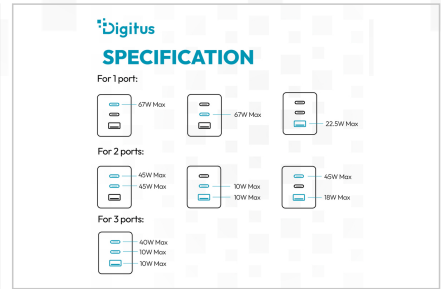 Digitus
SPECIFICATION
For 1 port:
67W Max
67W Max
22.5W Max
For 2 ports:
45W Max
45W Max
10W Max
10W Max
45W Max
18W Max
For 3 ports:
40W Max
10W Max
10W Max